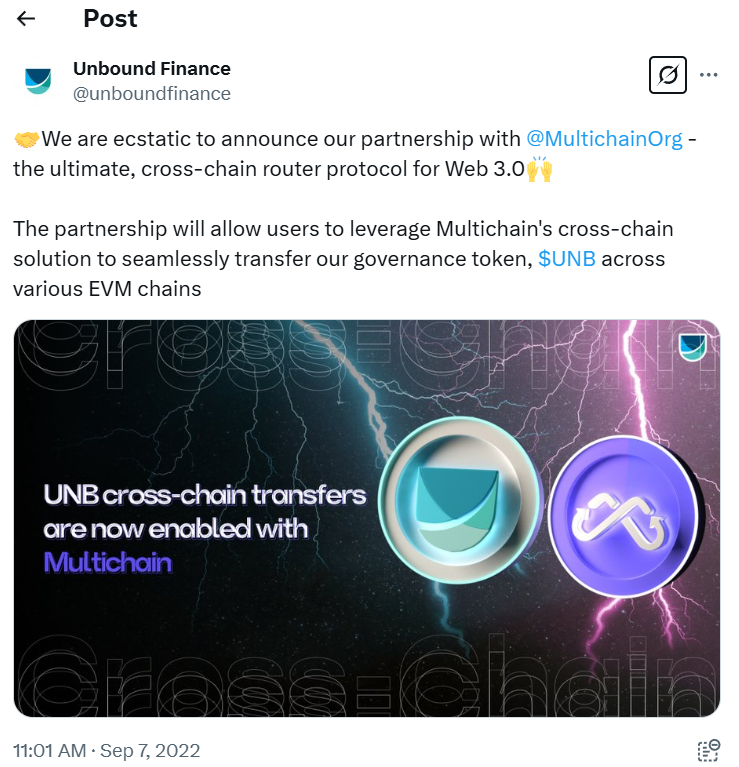 Post
Unbound Finance
@unboundfinance
🤝We are ecstatic to announce our partnership with @MultichainOrg -
the ultimate, cross-chain router protocol for Web 3.0🙌
The partnership will allow users to leverage Multichain's cross-chain
solution to seamlessly transfer our governance token, $UNB across
various EVM chains
Cross-Chain
UNB cross-chain transfers
are now enabled with
Multichain
Cross-Chain
11:01 AM · Sep 7, 2022